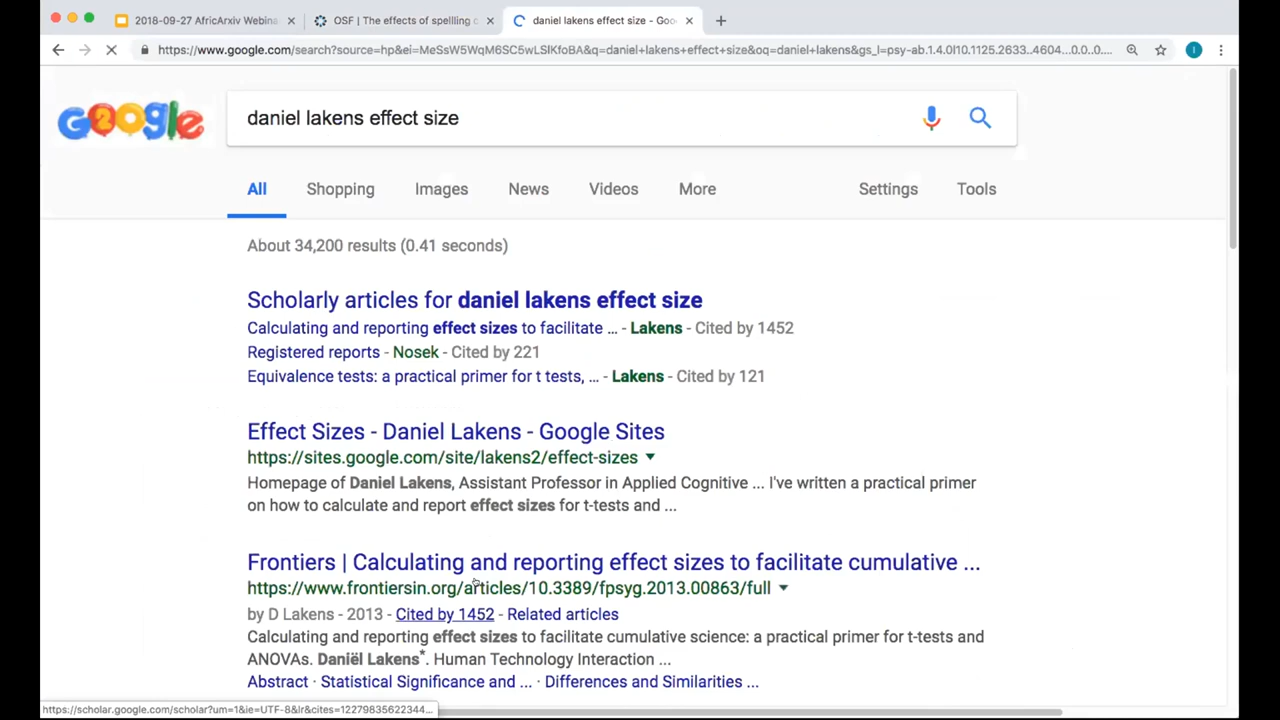 2018-09-27 AfricArxiv Webina
OSF | The effects of spellling c
daniel lakens effect size - Goo
https://www.google.com/search?source=hp&ei=MeSsW5WqM6SC5wLSlKfoBA&q=daniel+lakens+effect+size&oq=daniel+lakens&gs_l=psy-ab.1.4.0l10.1125.2633..4604...0.0..0....
Google
daniel lakens effect size
All Shopping Images News Videos More Settings Tools
About 34,200 results (0.41 seconds)
Scholarly articles for daniel lakens effect size
Calculating and reporting effect sizes to facilitate ... - Lakens - Cited by 1452
Registered reports - Nosek - Cited by 221
Equivalence tests: a practical primer for t tests, ... - Lakens - Cited by 121
Effect Sizes - Daniel Lakens - Google Sites
https://sites.google.com/site/lakens2/effect-sizes
Homepage of Daniel Lakens, Assistant Professor in Applied Cognitive ... I've written a practical primer
on how to calculate and report effect sizes for t-tests and ...
Frontiers | Calculating and reporting effect sizes to facilitate cumulative ...
https://www.frontiersin.org/articles/10.3389/fpsyg.2013.00863/full
by D Lakens - 2013 - Cited by 1452 - Related articles
Calculating and reporting effect sizes to facilitate cumulative science: a practical primer for t-tests and
ANOVAs. Daniël Lakens*. Human Technology Interaction ...
Abstract · Statistical Significance and ... · Differences and Similarities ...
https://scholar.google.com/scholar?um=1&ie=UTF-8&lr&cites=12279835622344...